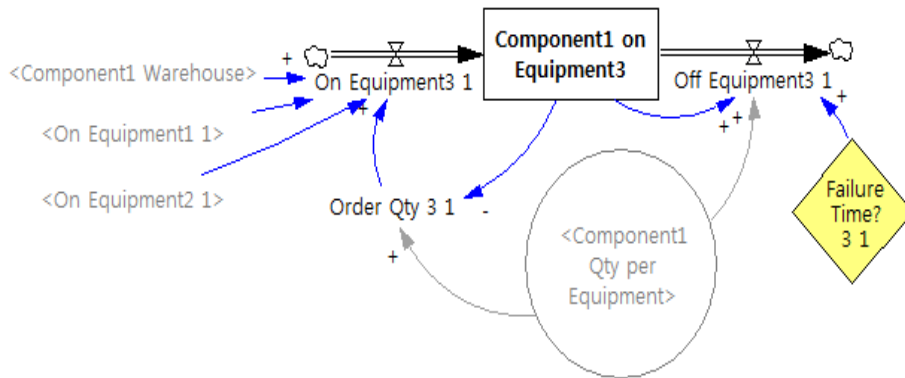 Component1 on
Equipment3
+
<Component1 Warehouse>
On Equipment3 1
Off Equipment3 1
+
+
+
+
<On Equipment1 1>
<On Equipment2 1>
Order Qty 3 1
-
+
Failure
Time?
3 1
<Component1
Qty per
Equipment>